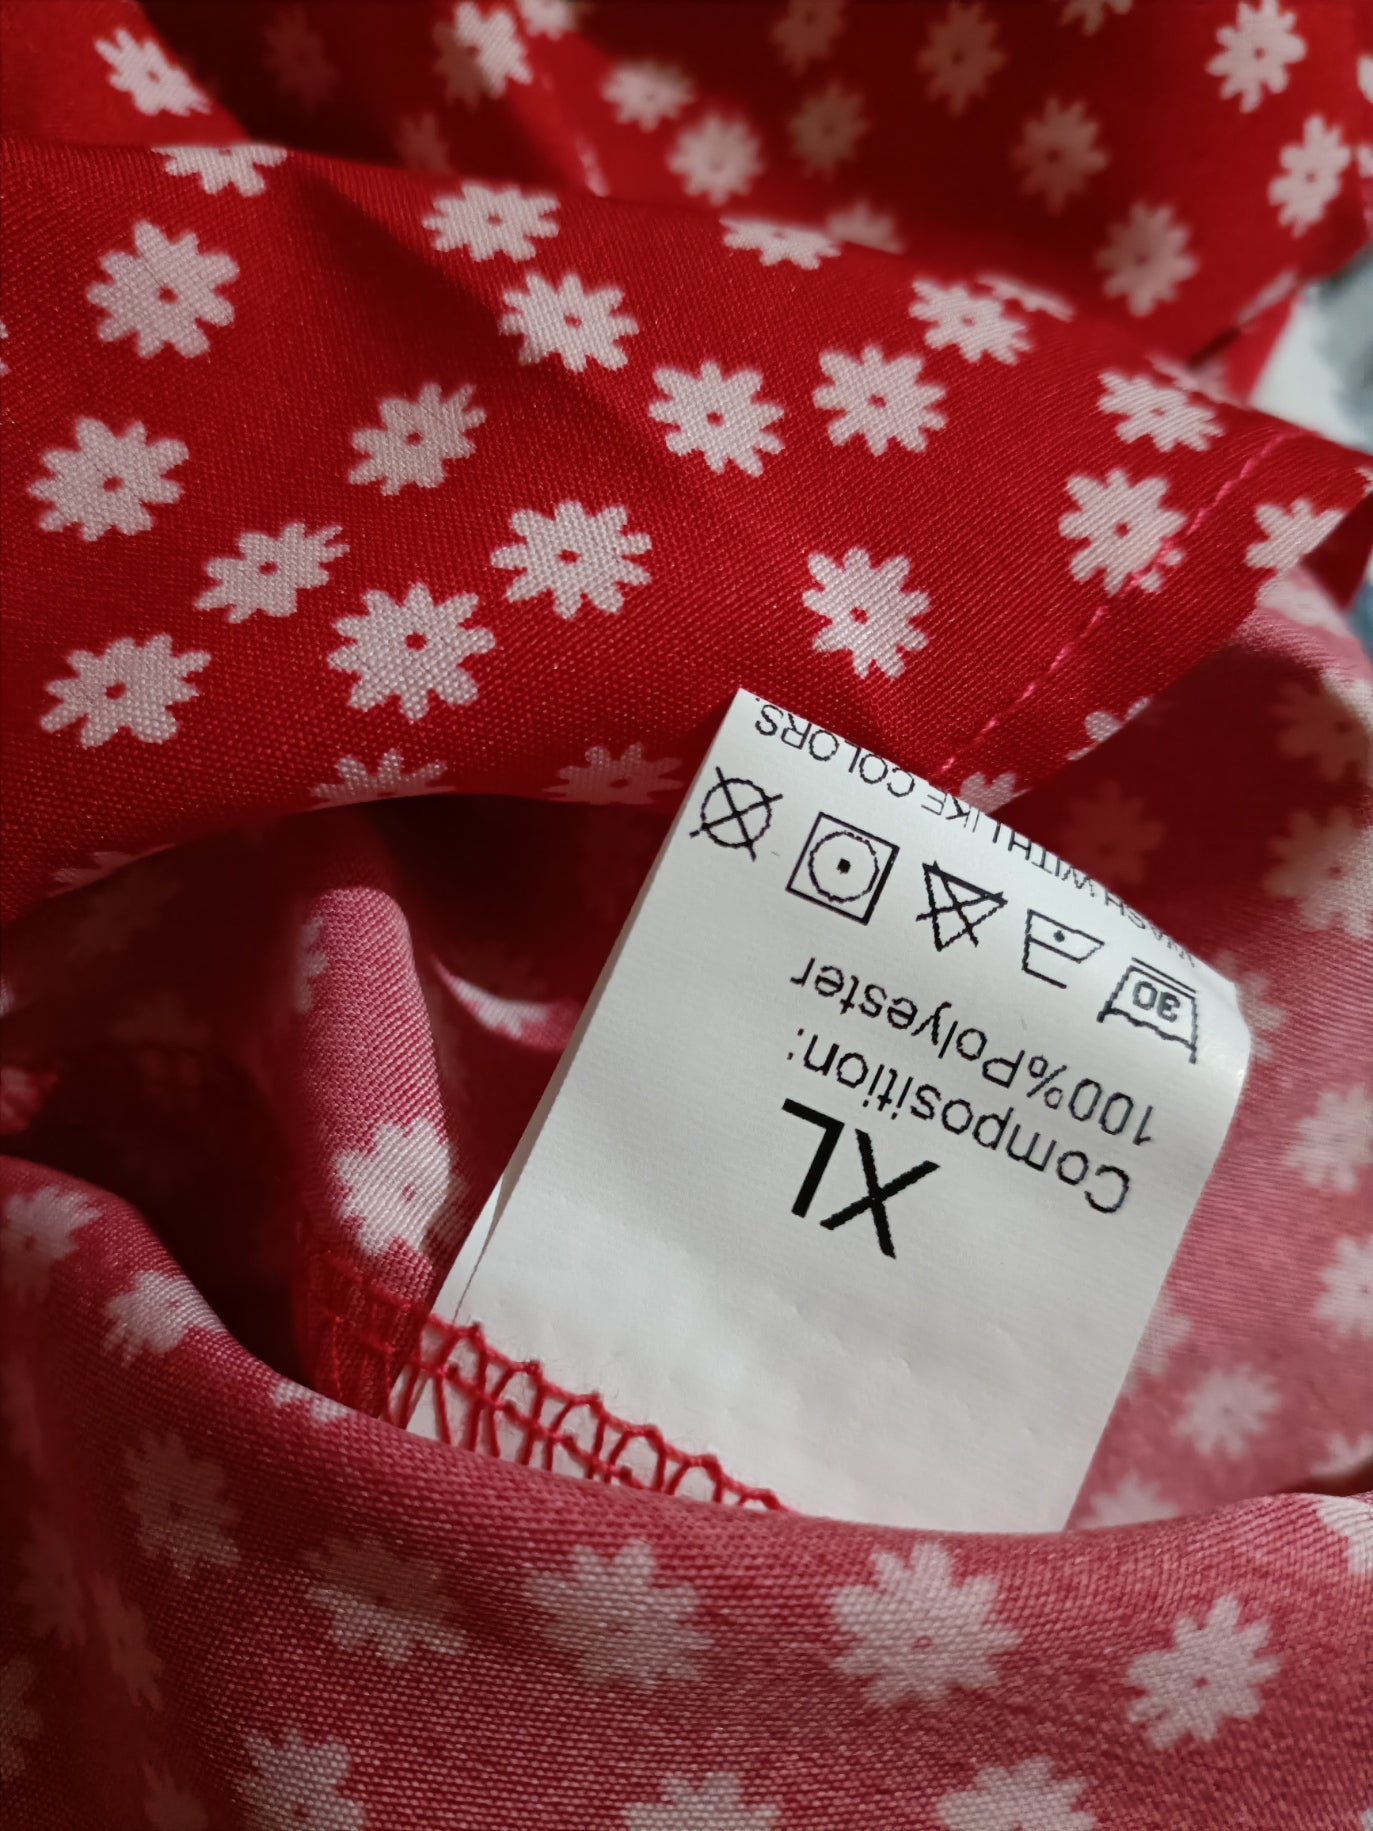 XL
Composition:
100%Polyester
30
WASH WITH LIKE COLORS.